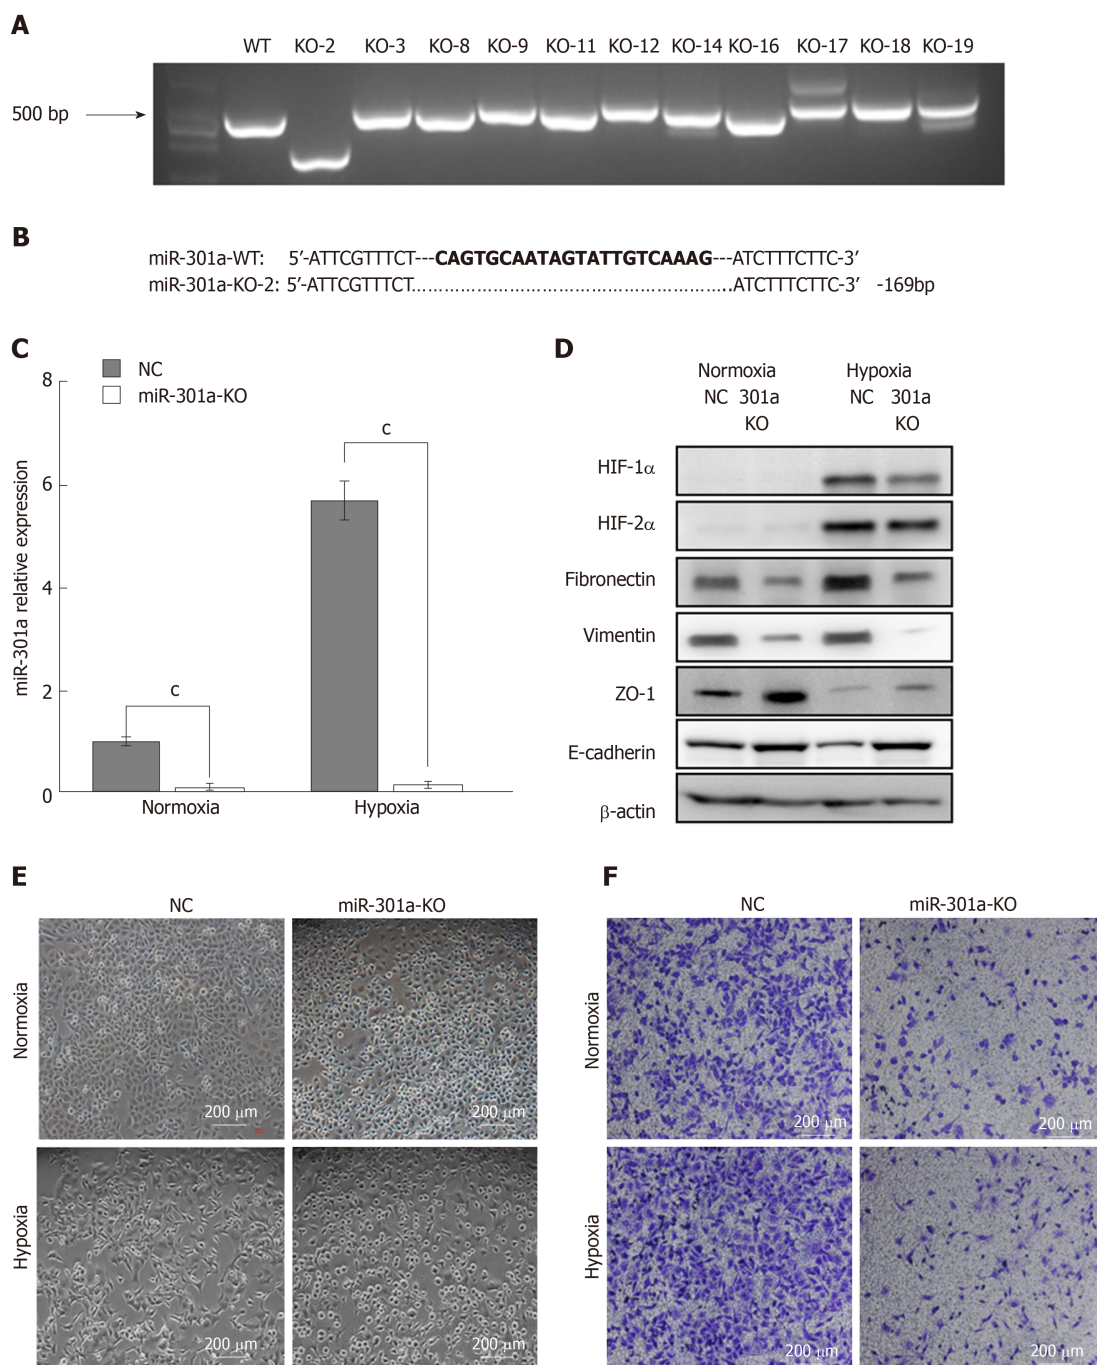 A
WT KO-2 KO-3 KO-8 KO-9 KO-11 KO-12 KO-14 KO-16 KO-17 KO-18 KO-19
500 bp
B
miR-301a-WT: 5’-ATTCGTTTCT---CAGTGCAATAGTATTGTCAAAG---ATCTTTCTTC-3’
miR-301a-KO-2: 5’-ATTCGTTTCT……………………………………………..ATCTTTCTTC-3’ -169bp
C
NC
miR-301a-KO
miR-301a relative expression
8
6
4
2
0
c
c
Normoxia Hypoxia
D
Normoxia Hypoxia
NC 301a NC 301a
KO KO
HIF-1α
HIF-2α
Fibronectin
Vimentin
ZO-1
E-cadherin
β-actin
E
NC miR-301a-KO
Normoxia
200 μm 200 μm
Hypoxia
200 μm 200 μm
F
NC miR-301a-KO
Normoxia
200 μm 200 μm
Hypoxia
200 μm 200 μm